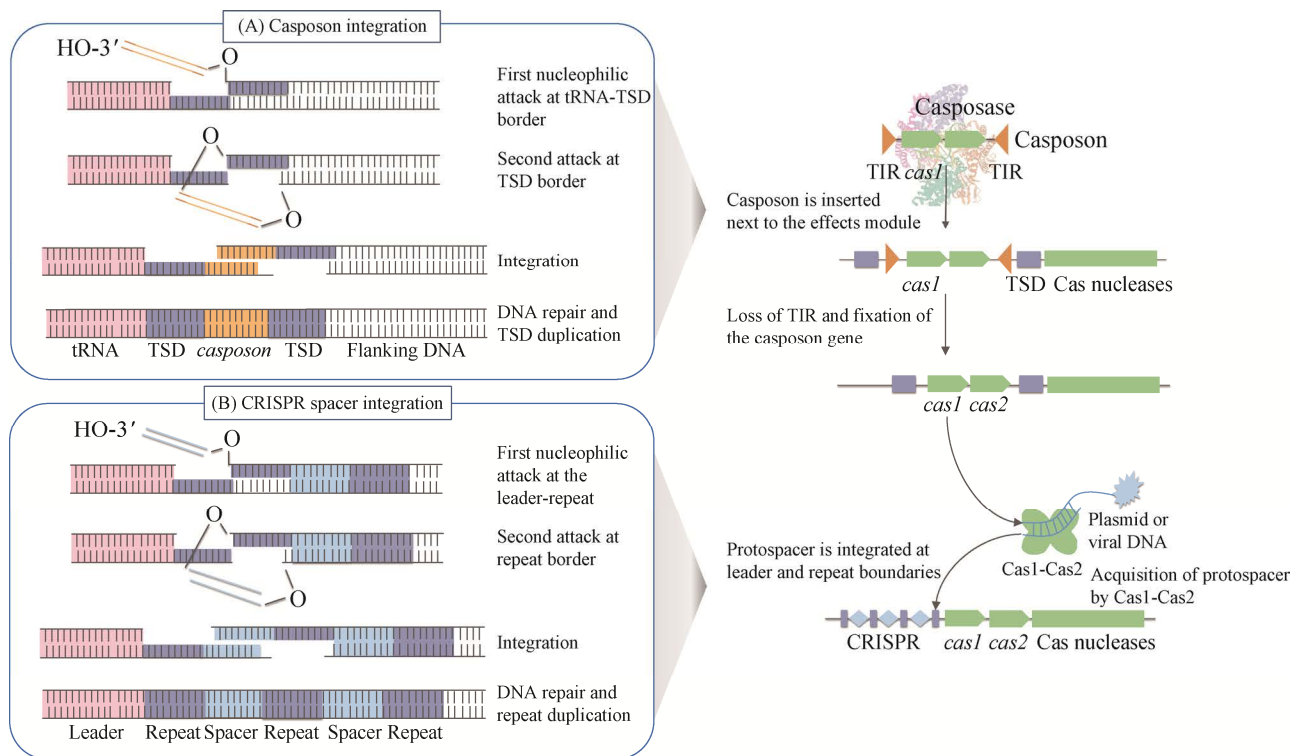 (A) Casposon integration
HO-3′
O
First nucleophilic
attack at tRNA-TSD
border
O
Second attack at
TSD border
O
Integration
DNA repair and
TSD duplication
tRNA TSD casposon TSD Flanking DNA
(B) CRISPR spacer integration
HO-3′
O
First nucleophilic
attack at the
leader-repeat
O
Second attack at
repeat border
O
Integration
DNA repair and
repeat duplication
Leader Repeat Spacer Repeat Spacer Repeat
Casposase
Casposon
TIR cas1 TIR
Casposon is inserted
next to the effects module
cas1 TSD Cas nucleases
Loss of TIR and fixation of
the casposon gene
cas1 cas2
Plasmid or
viral DNA
Cas1-Cas2
Acquisition of protospacer
by Cas1-Cas2
Protospacer is integrated at
leader and repeat boundaries
CRISPR cas1 cas2 Cas nucleases